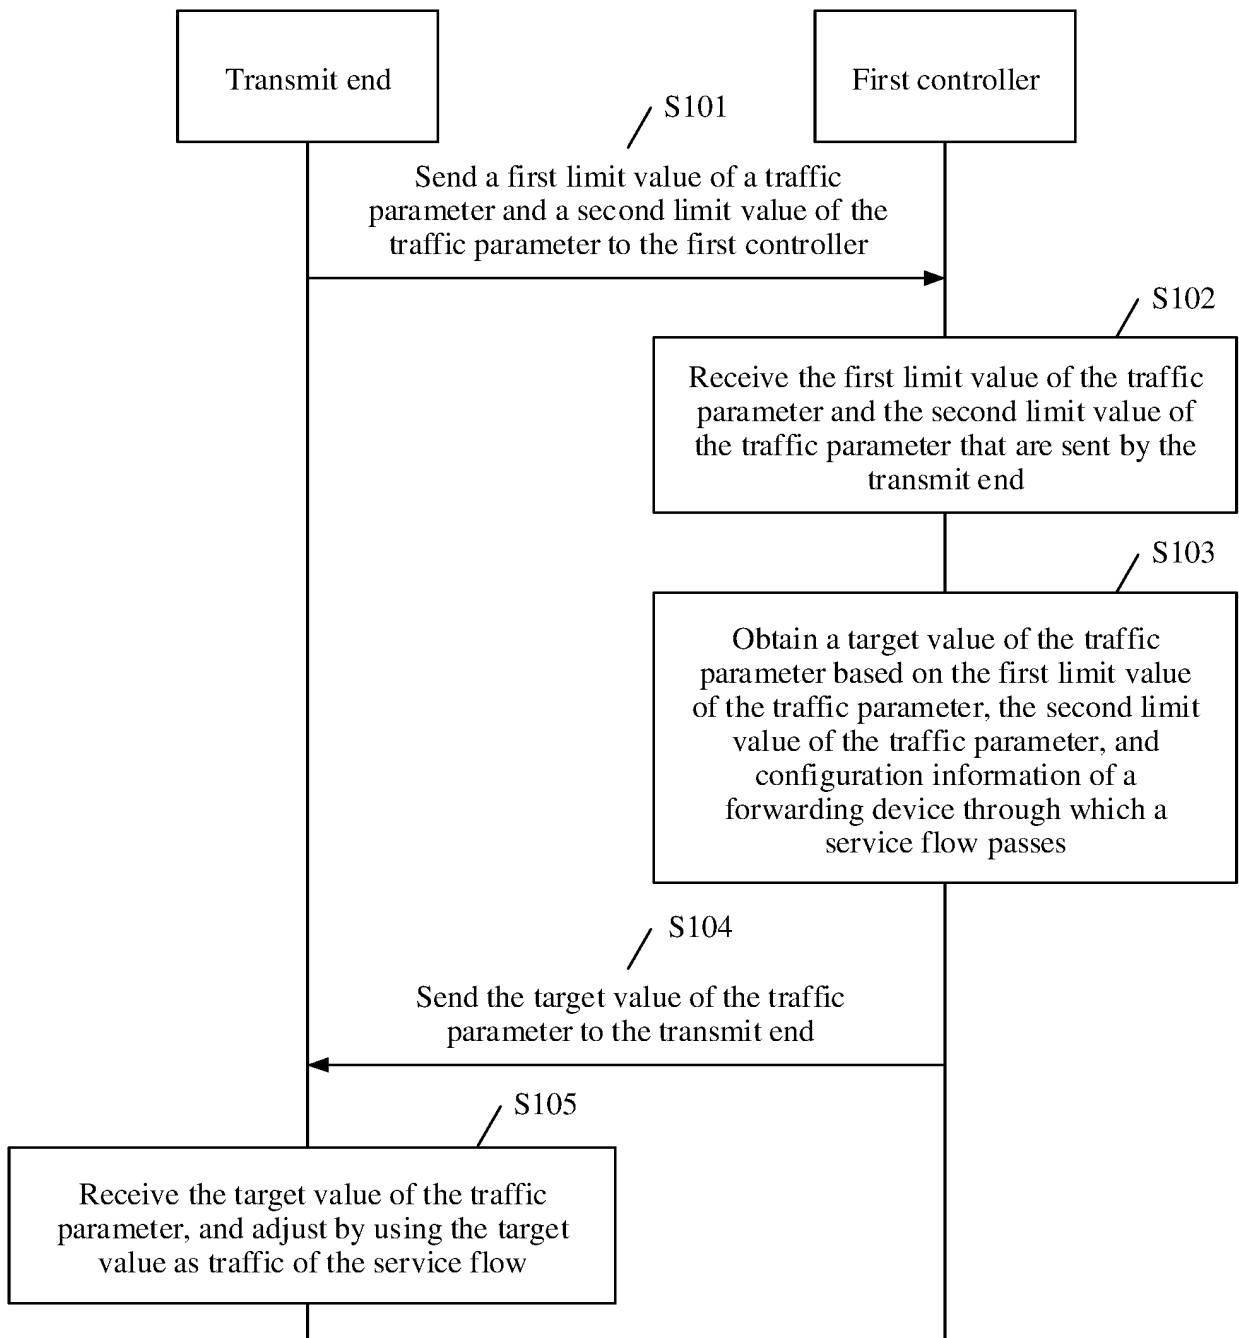 Transmit end
First controller
S101
Send a first limit value of a traffic
parameter and a second limit value of the
traffic parameter to the first controller
S102
Receive the first limit value of the traffic
parameter and the second limit value of
the traffic parameter that are sent by the
transmit end
S103
Obtain a target value of the traffic
parameter based on the first limit value
of the traffic parameter, the second limit
value of the traffic parameter, and
configuration information of a
forwarding device through which a
service flow passes
S104
Send the target value of the traffic
parameter to the transmit end
S105
Receive the target value of the traffic
parameter, and adjust by using the target
value as traffic of the service flow